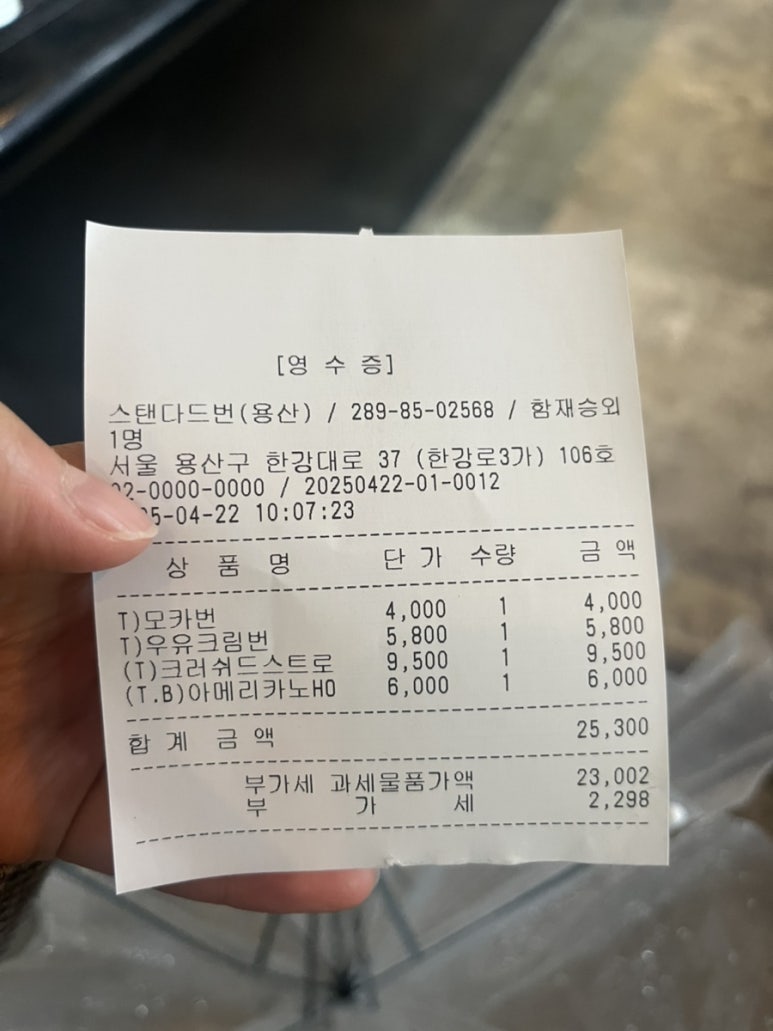 [영 수 증]
스탠다드번(용산) / 289-85-02568 / 함재승외
1명
서울 용산구 한강대로 37 (한강로3가) 106호
02-0000-0000 / 20250422-01-0012
5-04-22 10:07:23
상 품 명 단 가 수량 금 액
T)모카번 4,000 1 4,000
T)우유크림번 5,800 1 5,800
(T)크러쉬드스트로 9,500 1 9,500
(T.B)아메리카노HO 6,000 1 6,000
합 계 금 액 25,300
부가세 과세물품가액 23,002
부 가 세 2,298